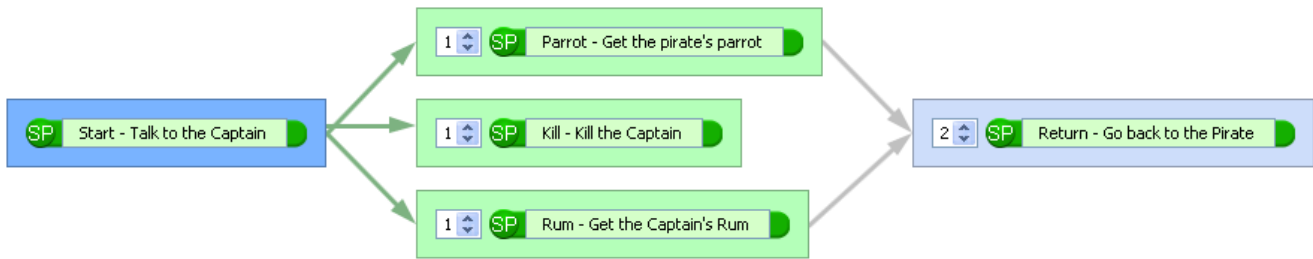 SP Start - Talk to the Captain
1 SP Parrot - Get the pirate's parrot
1 SP Kill - Kill the Captain
1 SP Rum - Get the Captain's Rum
2 SP Return - Go back to the Pirate